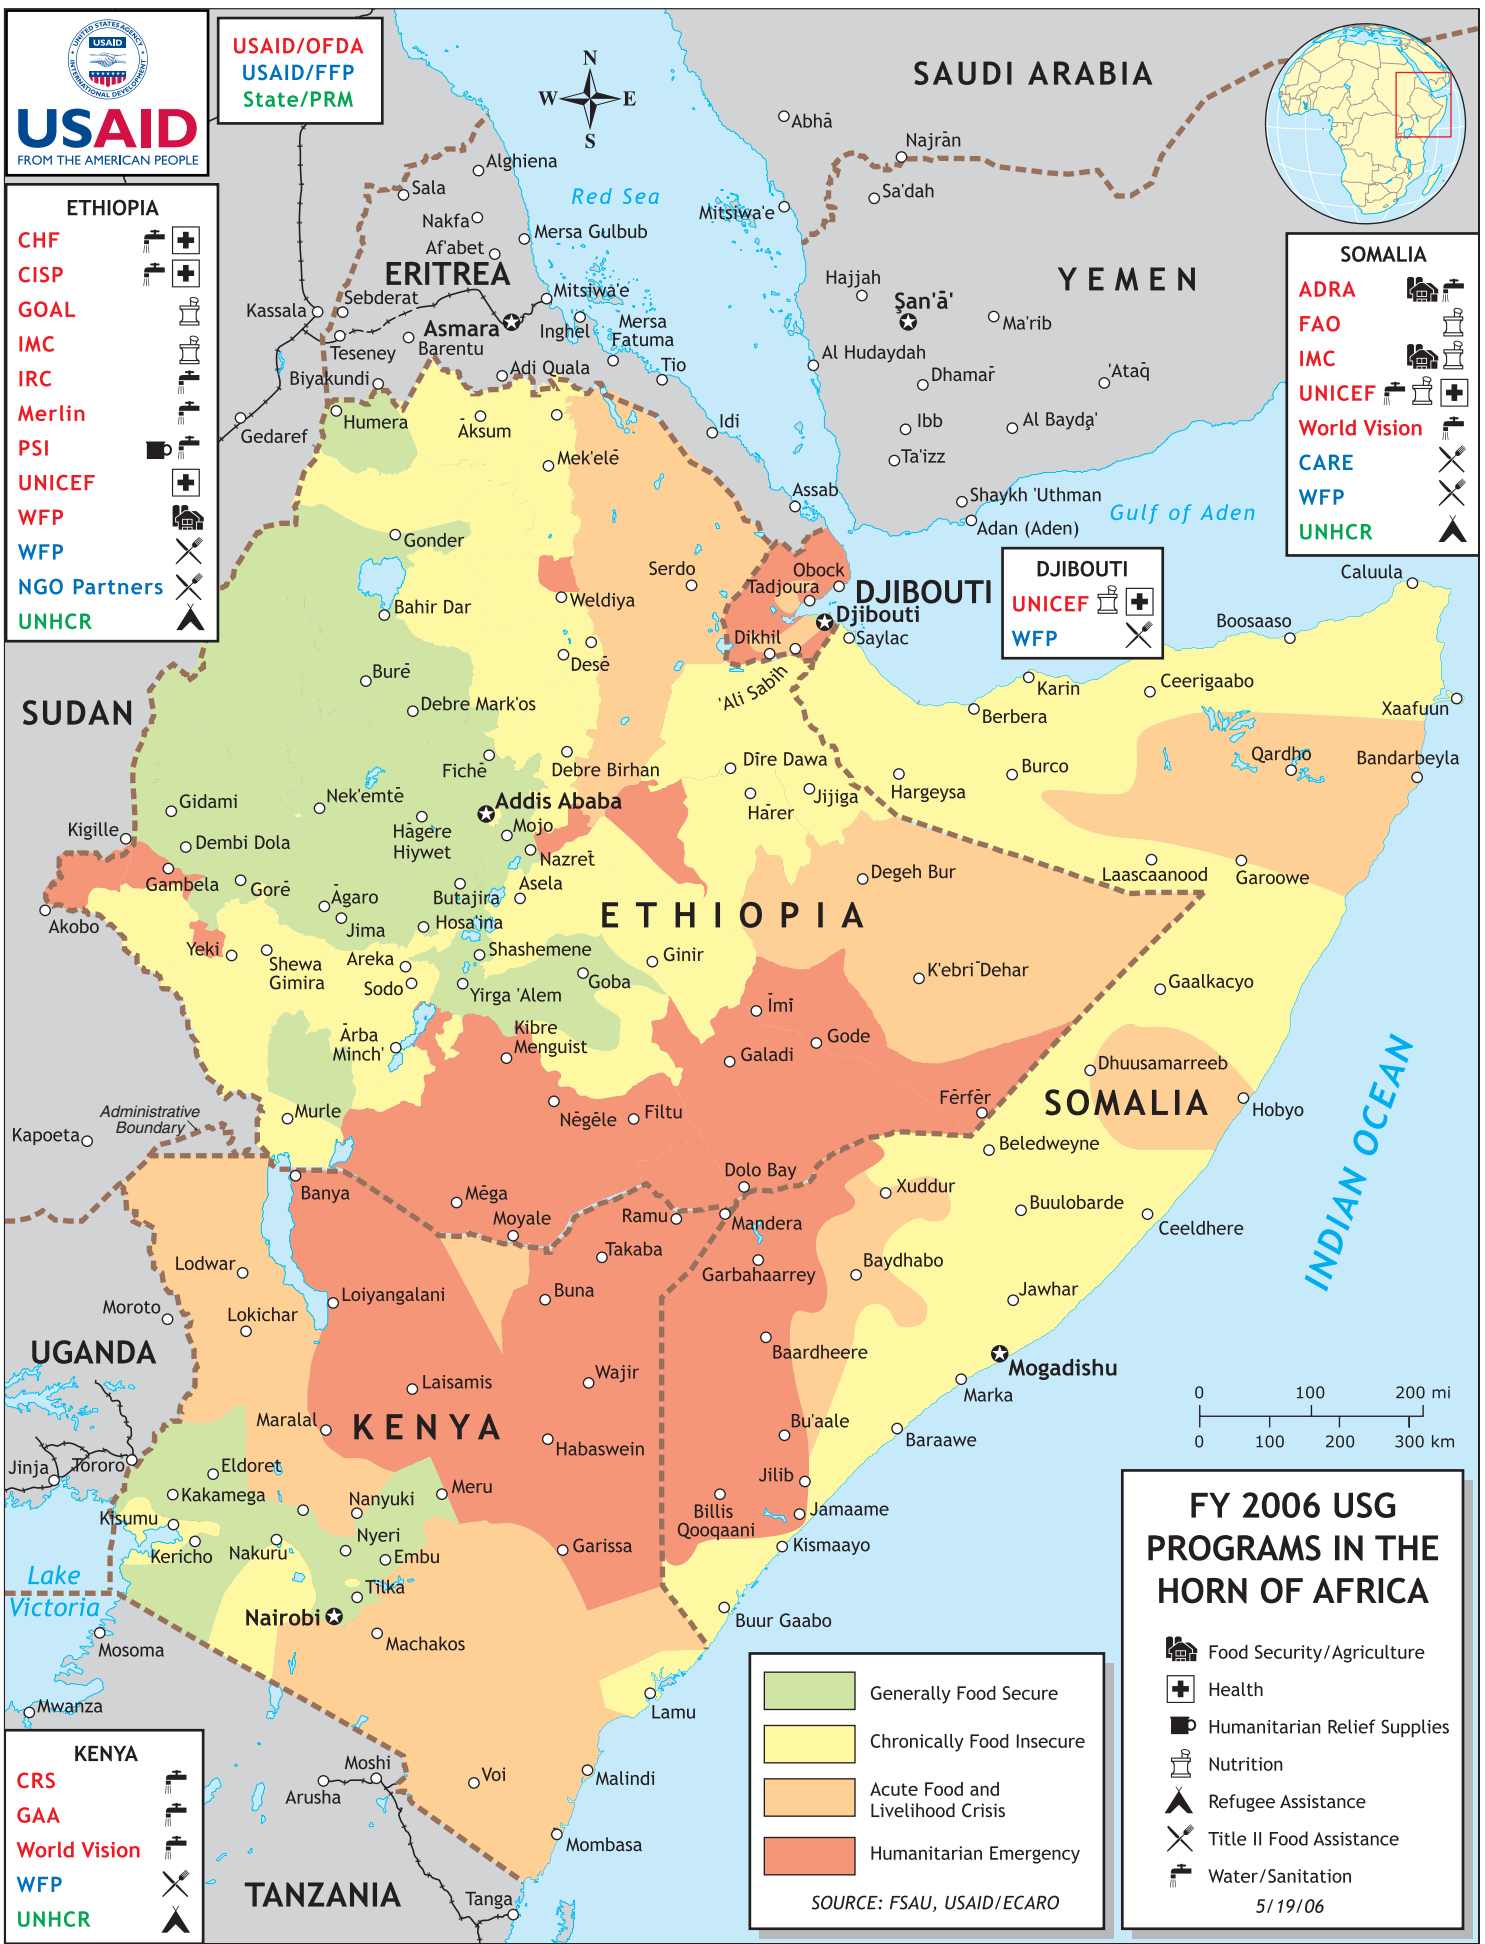 UNITED STATES AGENCY
USAID
INTERNATIONAL DEVELOPMENT
USAID
FROM THE AMERICAN PEOPLE
USAID/OFDA
USAID/FFP
State/PRM
N
W E
S
SAUDI ARABIA
Abhā
Najrān
Alghiena
Sala
Red Sea
Mitsiwa'e
Sa'dah
Nakfa
Mersa Gulbub
Af'abet
ERITREA
Hajjah
YEMEN
Ṣan'ā'
Ma'rib
Sebderat
Mitsiwa'e
Kassala
Asmara
Inghel
Mersa
Fatuma
Teseney
Barentu
Al Hudaydah
Tio
Adi Quala
Biyakundi
Dhamar
'Ataq
Humera
Āksum
Idi
Ibb
Al Bayda'
Gedaref
Mek'elē
Ta'izz
Assab
Shaykh 'Uthman
Adan (Aden)
Gulf of Aden
ETHIOPIA
CHF
CISP
GOAL
IMC
IRC
Merlin
PSI
UNICEF
WFP
WFP
NGO Partners
UNHCR
SOMALIA
ADRA
FAO
IMC
UNICEF
World Vision
CARE
WFP
UNHCR
DJIBOUTI
UNICEF
WFP
Gonder
Serdo
Obock
Tadjoura
DJIBOUTI
Djibouti
Caluula
Weldiya
Bahir Dar
Boosaaso
Dikhil
Saylac
Desē
'Ali Sabih
Burē
Karin
Ceerigaabo
SUDAN
Debre Mark'os
Berbera
Xaafuun
Fichē
Debre Birhan
Dīre Dawa
Burco
Qardho
Bandarbeyla
Jijiga
Hargeysa
Hārer
Gidami
Nek'emtē
Addis Ababa
Kigille
Hāgere
Hiywet
Mojo
Dembi Dola
Nazret
Laascaanood
Garoowe
Gambela
Gorē
Asela
Degeh Bur
Āgaro
Butajira
ETHIOPIA
Akobo
Jima
Hosa'ina
Yeki
Shewa
Gimira
Areka
Shashemene
Ginir
K'ebri Dehar
Sodo
Yirga 'Alem
Goba
Gaalkacyo
Īmī
Ārba
Minch'
Kibre
Menguist
Gode
Galadi
Dhuusamarreeb
Fērfēr
SOMALIA
Hobyo
Administrative
Boundary
Murle
Nēgēle
Filtu
Kapoeta
Beledweyne
INDIAN OCEAN
Dolo Bay
Banya
Mēga
Xuddur
Moyale
Ramu
Mandera
Buulobarde
Ceeldhere
Takaba
Lodwar
Garbahaarrey
Baydhabo
Loiyangalani
Buna
Jawhar
Moroto
Lokichar
UGANDA
Baardheere
Mogadishu
Laisamis
Wajir
Marka
Maralal
KENYA
Bu'aale
Baraawe
Habaswein
Jinja
Tororo
Eldoret
Jilib
Kakamega
Meru
Nanyuki
Billis
Qooqaani
Jamaame
Kisumu
Nyeri
Kericho
Nakuru
Embu
Garissa
Kismaayo
Lake
Victoria
Tilka
Nairobi
Buur Gaabo
Mosoma
Machakos
Mwanza
Lamu
Moshi
Voi
Malindi
Arusha
Mombasa
TANZANIA
Tanga
0 100 200 mi
0 100 200 300 km
KENYA
CRS
GAA
World Vision
WFP
UNHCR
Generally Food Secure
Chronically Food Insecure
Acute Food and
Livelihood Crisis
Humanitarian Emergency
SOURCE: FSAU, USAID/ECARO
FY 2006 USG
PROGRAMS IN THE
HORN OF AFRICA
Food Security/Agriculture
Health
Humanitarian Relief Supplies
Nutrition
Refugee Assistance
Title II Food Assistance
Water/Sanitation
5/19/06